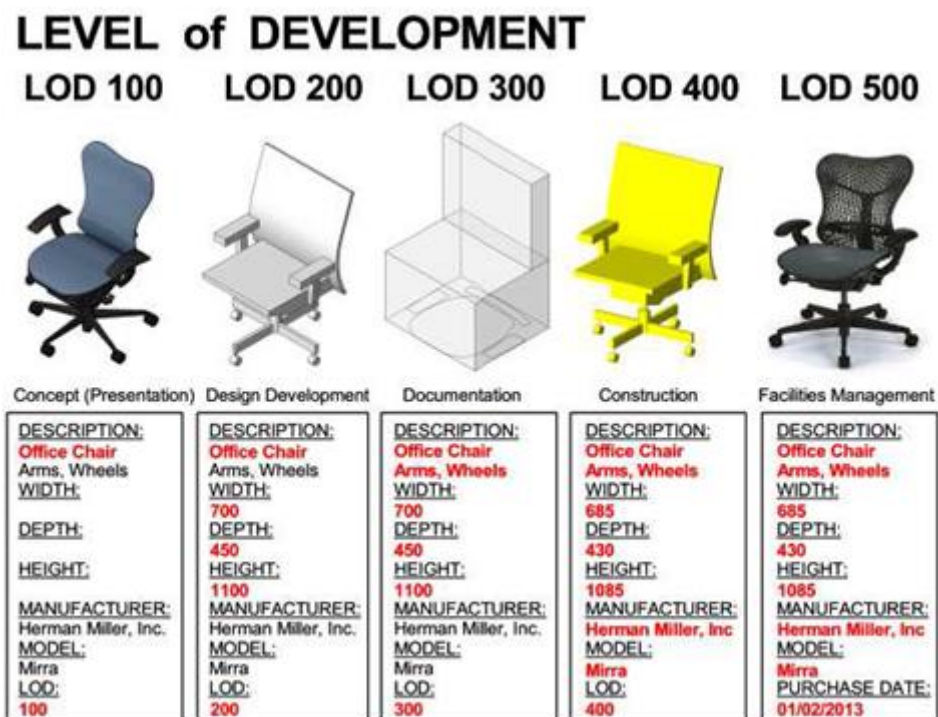 LEVEL of DEVELOPMENT
LOD 100
LOD 200
LOD 300
LOD 400
LOD 500
Concept (Presentation)
Design Development
Documentation
Construction
Facilities Management
DESCRIPTION:
Office Chair
Arms, Wheels
WIDTH:
DEPTH:
HEIGHT:
MANUFACTURER:
Herman Miller, Inc.
MODEL:
Mirra
LOD:
100
DESCRIPTION:
Office Chair
Arms, Wheels
WIDTH:
700
DEPTH:
450
HEIGHT:
1100
MANUFACTURER:
Herman Miller, Inc.
MODEL:
Mirra
LOD:
200
DESCRIPTION:
Office Chair
Arms, Wheels
WIDTH:
700
DEPTH:
450
HEIGHT:
1100
MANUFACTURER:
Herman Miller, Inc.
MODEL:
Mirra
LOD:
300
DESCRIPTION:
Office Chair
Arms, Wheels
WIDTH:
685
DEPTH:
430
HEIGHT:
1085
MANUFACTURER:
Herman Miller, Inc
MODEL:
Mirra
LOD:
400
DESCRIPTION:
Office Chair
Arms, Wheels
WIDTH:
685
DEPTH:
430
HEIGHT:
1085
MANUFACTURER:
Herman Miller, Inc
MODEL:
Mirra
PURCHASE DATE:
01/02/2013